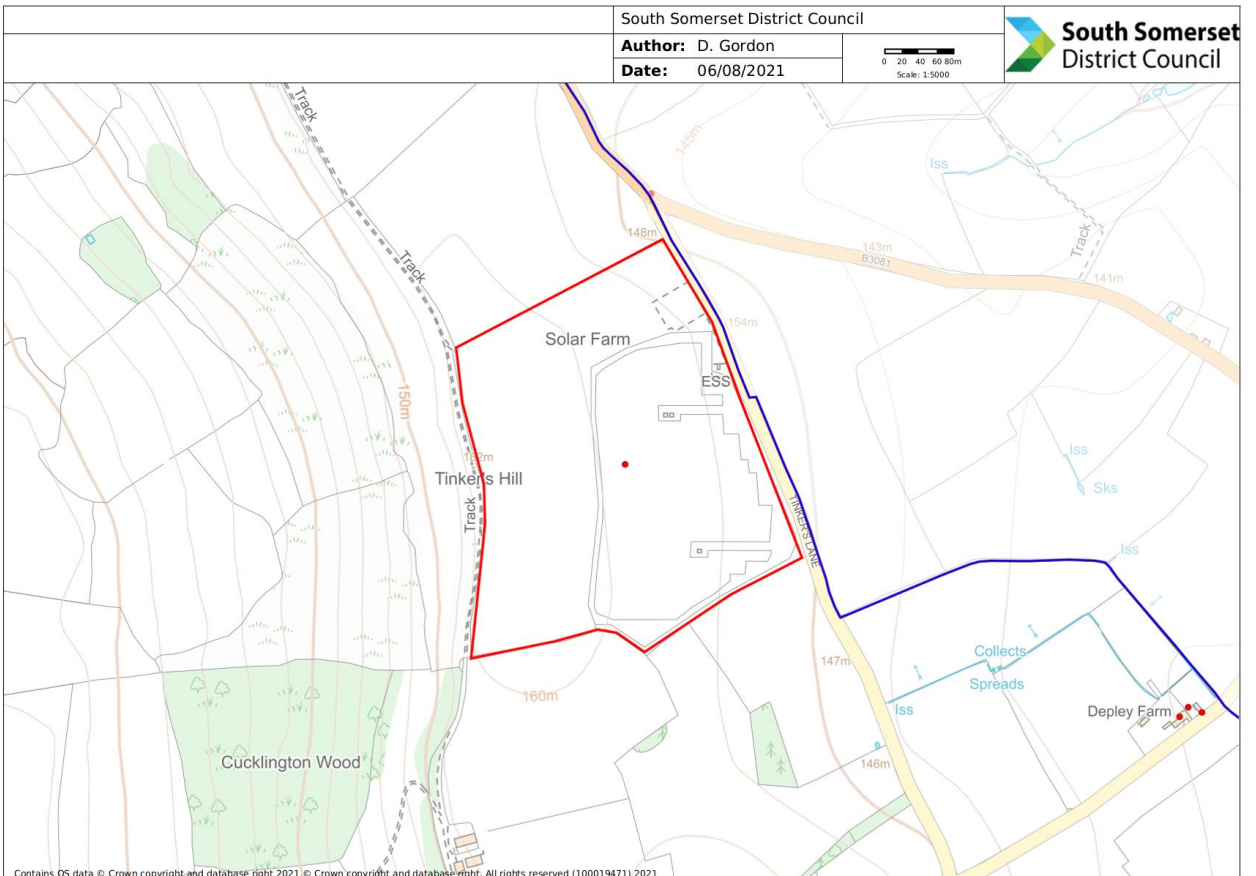 South Somerset District Council
Author: D. Gordon
Date: 06/08/2021
0 20 40 60 80m
Scale: 1:5000
South Somerset
District Council
Track
145m
Iss
148m
Track
Track
143m
B3081
141m
154m
Solar Farm
ESS
150m
152m
Tinker's Hill
Track
Iss
Sks
TINKER'S LANE
Iss
Collects
Spreads
147m
160m
Iss
Depley Farm
146m
Cucklington Wood
Contains OS data © Crown copyright and database right 2021 © Crown copyright and database right. All rights reserved (100019471) 2021